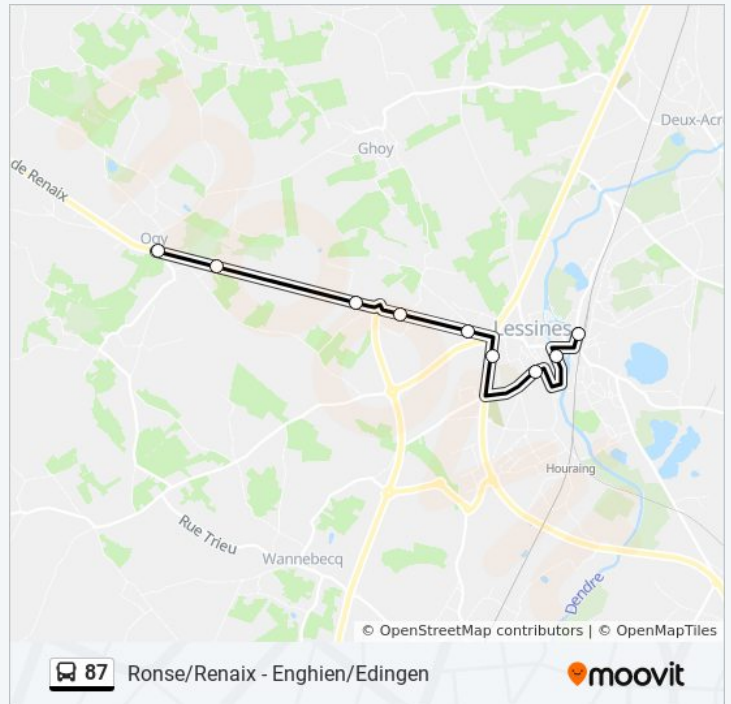 Deux-Acr
Ghoy
de Renaix
Ogy
Lessines
Houraing
Rue Trieu
Wannebecq
Dendre
© OpenStreetMap contributors | © OpenMapTiles
87 Ronse/Renaix - Enghien/Edingen
moovit